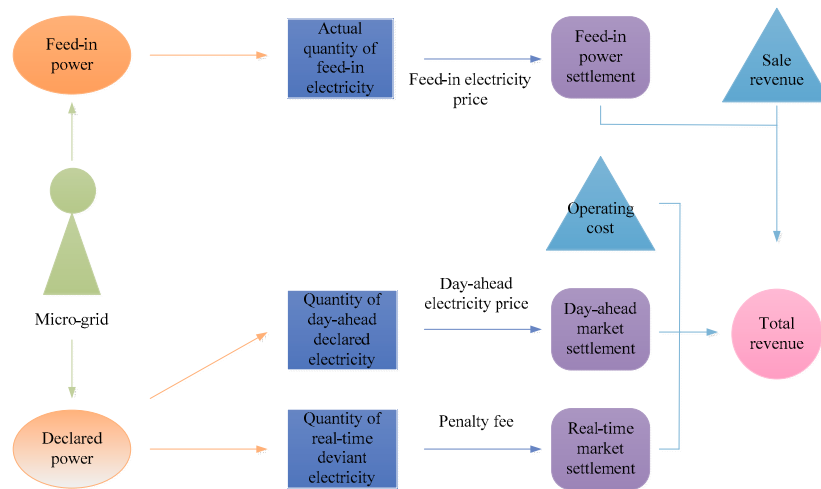 Feed-in
power
Actual
quantity of
feed-in
electricity
Feed-in electricity
price
Feed-in
power
settlement
Sale
revenue
Operating
cost
Micro-grid
Quantity of
day-ahead
declared
electricity
Day-ahead
electricity price
Day-ahead
market
settlement
Total
revenue
Declared
power
Quantity of
real-time
deviant
electricity
Penalty fee
Real-time
market
settlement